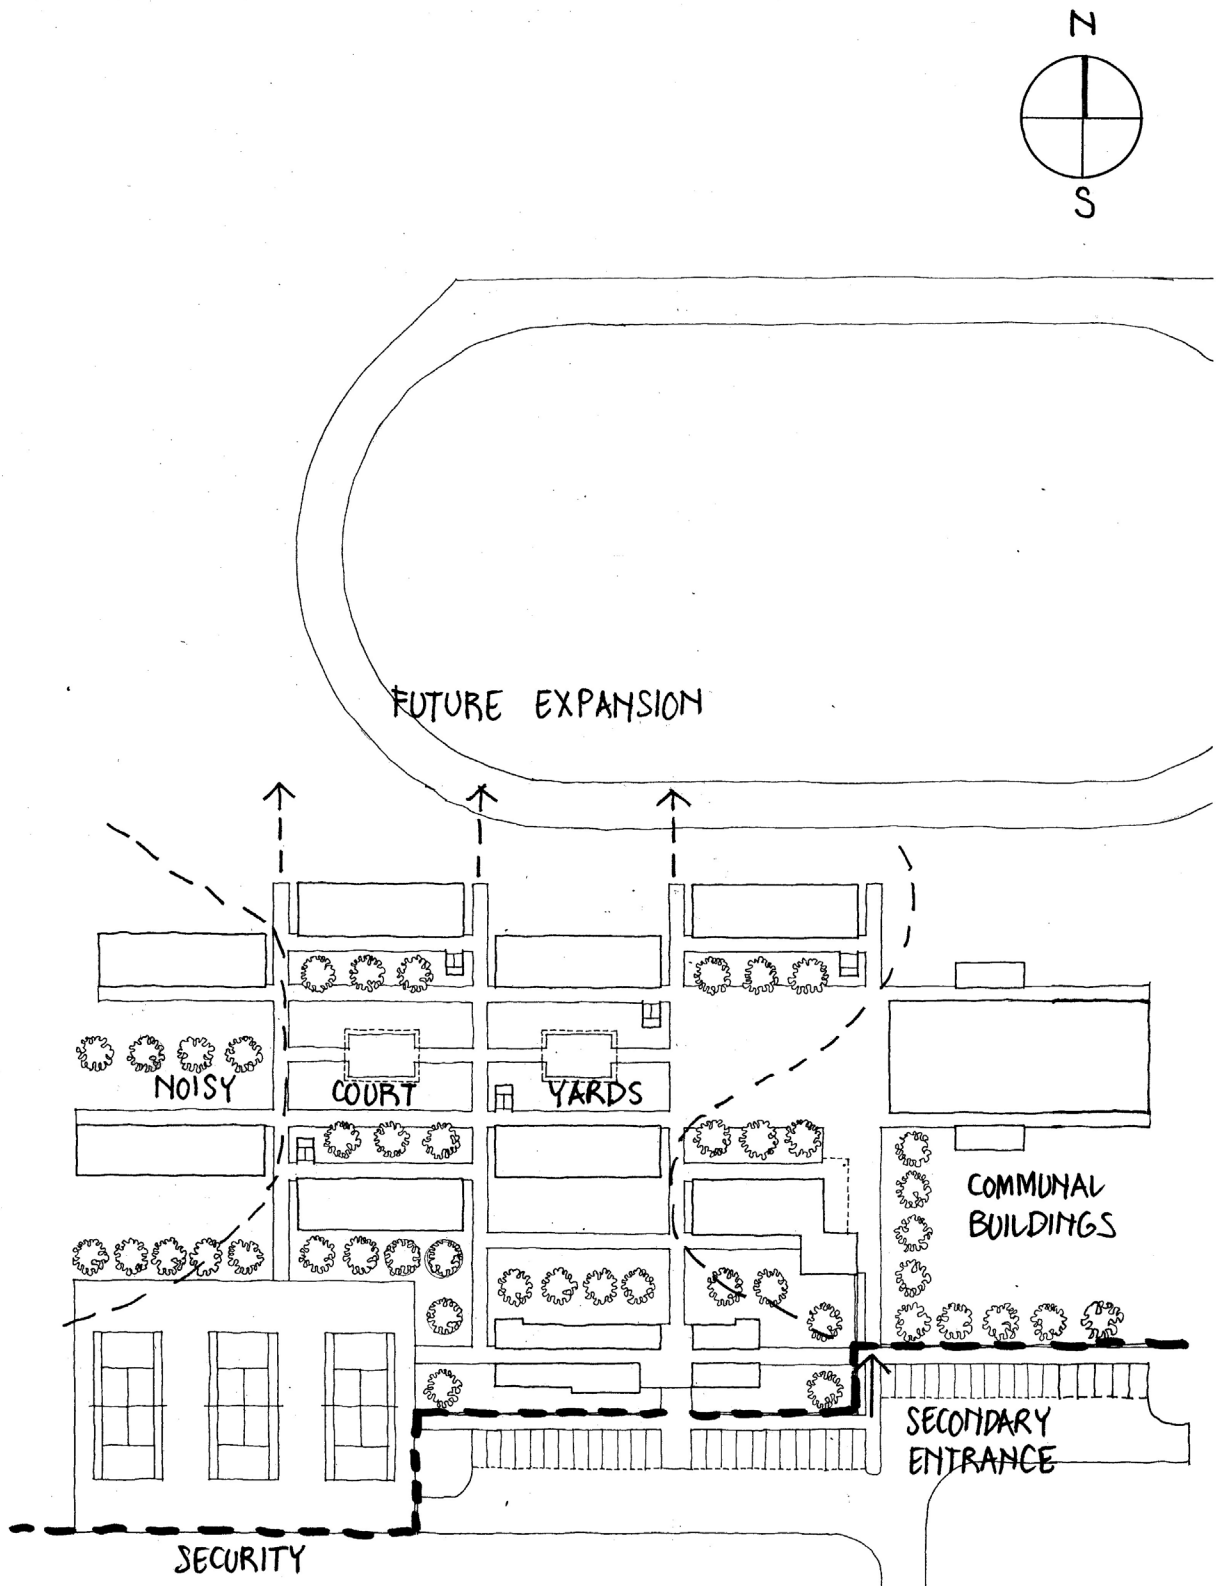 N
S
FUTURE EXPANSION
NOISY
COURT
YARDS
COMMUNAL
BUILDINGS
SECONDARY
ENTRANCE
SECURITY